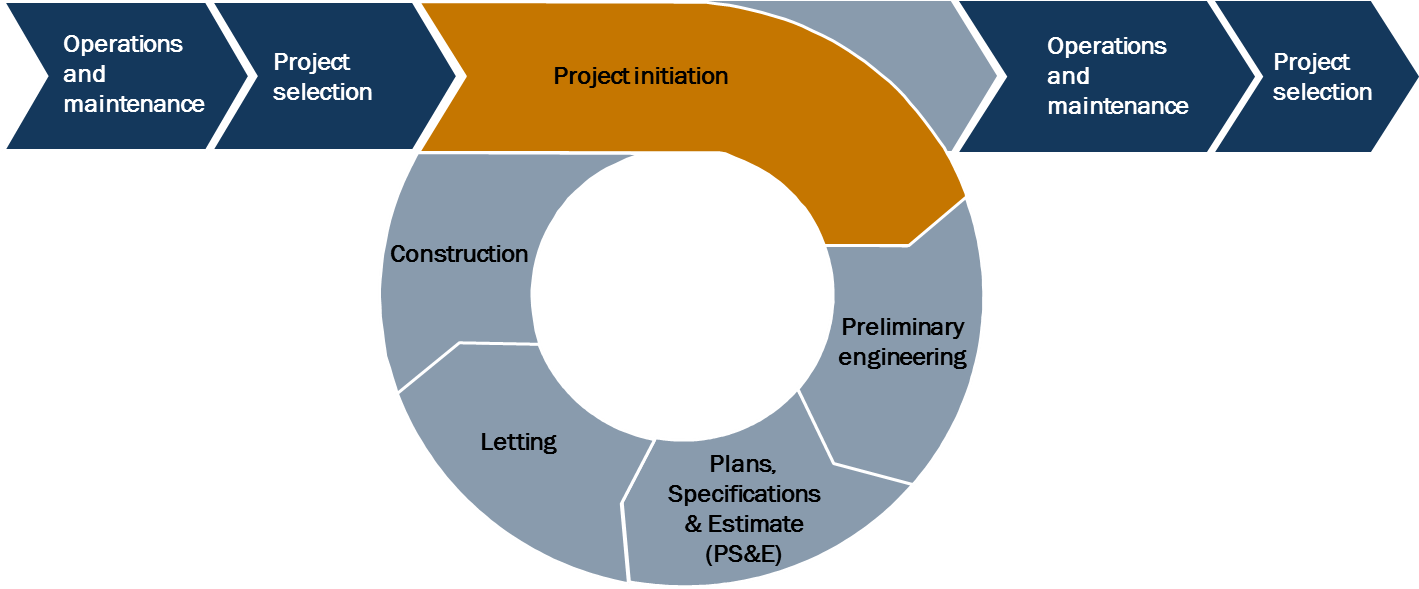 Operations
and
maintenance
Project
selection
Project initiation
Operations
and
maintenance
Project
selection
Construction
Preliminary
engineering
Letting
Plans,
Specifications
& Estimate
(PS&E)